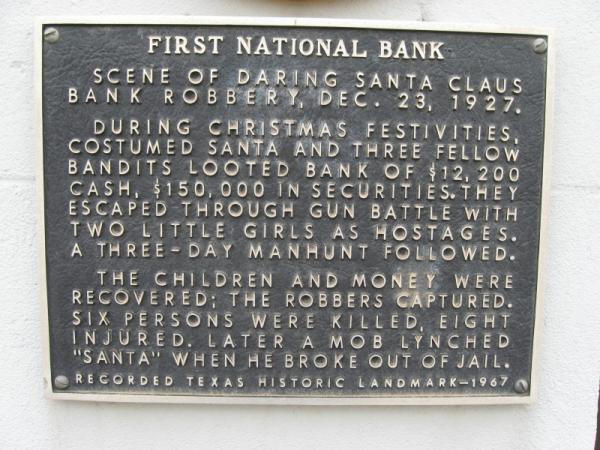 FIRST NATIONAL BANK
SCENE OF DARING SANTA CLAUS
BANK ROBBERY, DEC. 23, 1927.
DURING CHRISTMAS FESTIVITIES,
COSTUMED SANTA AND THREE FELLOW
BANDITS LOOTED BANK OF $12,200
CASH, $150,000 IN SECURITIES. THEY
ESCAPED THROUGH GUN BATTLE WITH
TWO LITTLE GIRLS AS HOSTAGES.
A THREE-DAY MANHUNT FOLLOWED.
THE CHILDREN AND MONEY WERE
RECOVERED; THE ROBBERS CAPTURED.
SIX PERSONS WERE KILLED, EIGHT
INJURED. LATER A MOB LYNCHED
"SANTA" WHEN HE BROKE OUT OF JAIL.
RECORDED TEXAS HISTORIC LANDMARK—1967